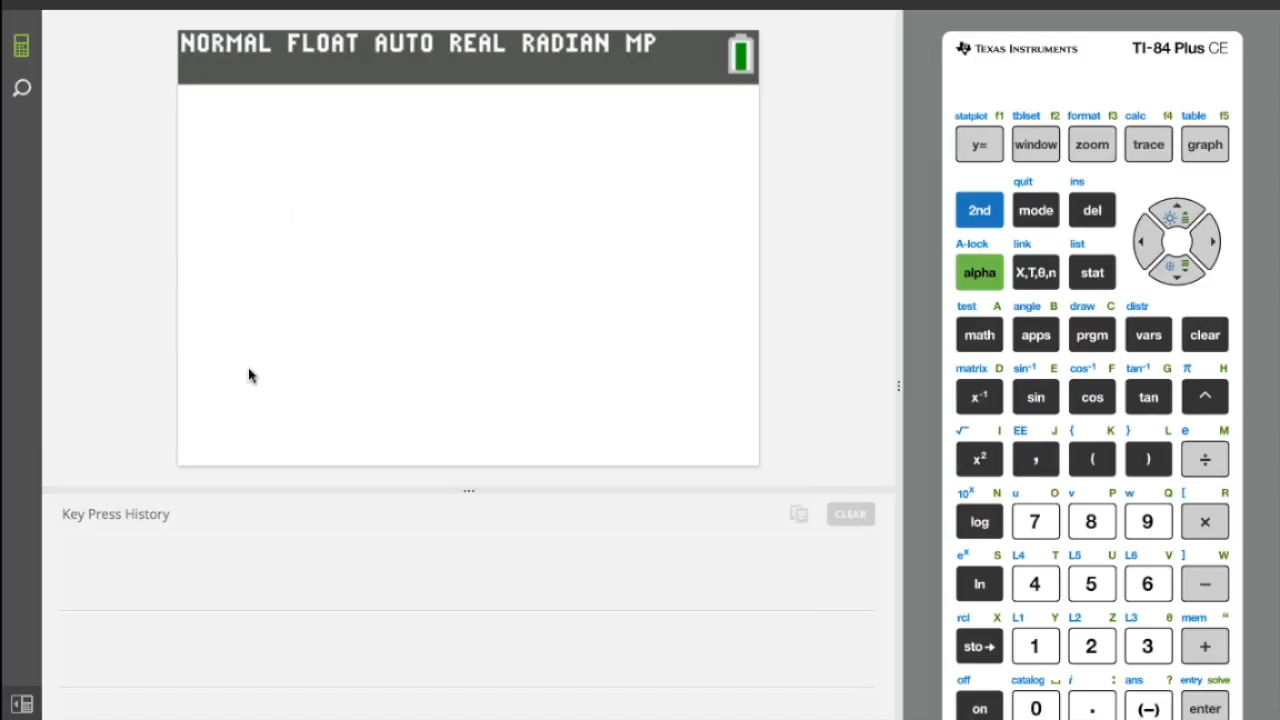 NORMAL FLOAT AUTO REAL RADIAN MP
Key Press History
CLEAR
TEXAS INSTRUMENTS TI-84 Plus CE
statplot f1 tblset f2 format f3 calc f4 table f5
y= window zoom trace graph
quit ins
2nd mode del
A-lock link list
alpha X,T,θ,n stat
test A angle B draw C distr
math apps prgm vars clear
matrix D sin⁻¹ E cos⁻¹ F tan⁻¹ G π H
x⁻¹ sin cos tan ^
√ I EE J { K } L e M
x² , ( ) ÷
10ˣ N u O v P w Q [ R
log 7 8 9 ×
eˣ S L4 T L5 U L6 V ] W
ln 4 5 6 −
rcl X L1 Y L2 Z L3 θ mem "
sto→ 1 2 3 +
off catalog ⎵ i : ans ? entry solve
on 0 . (−) enter